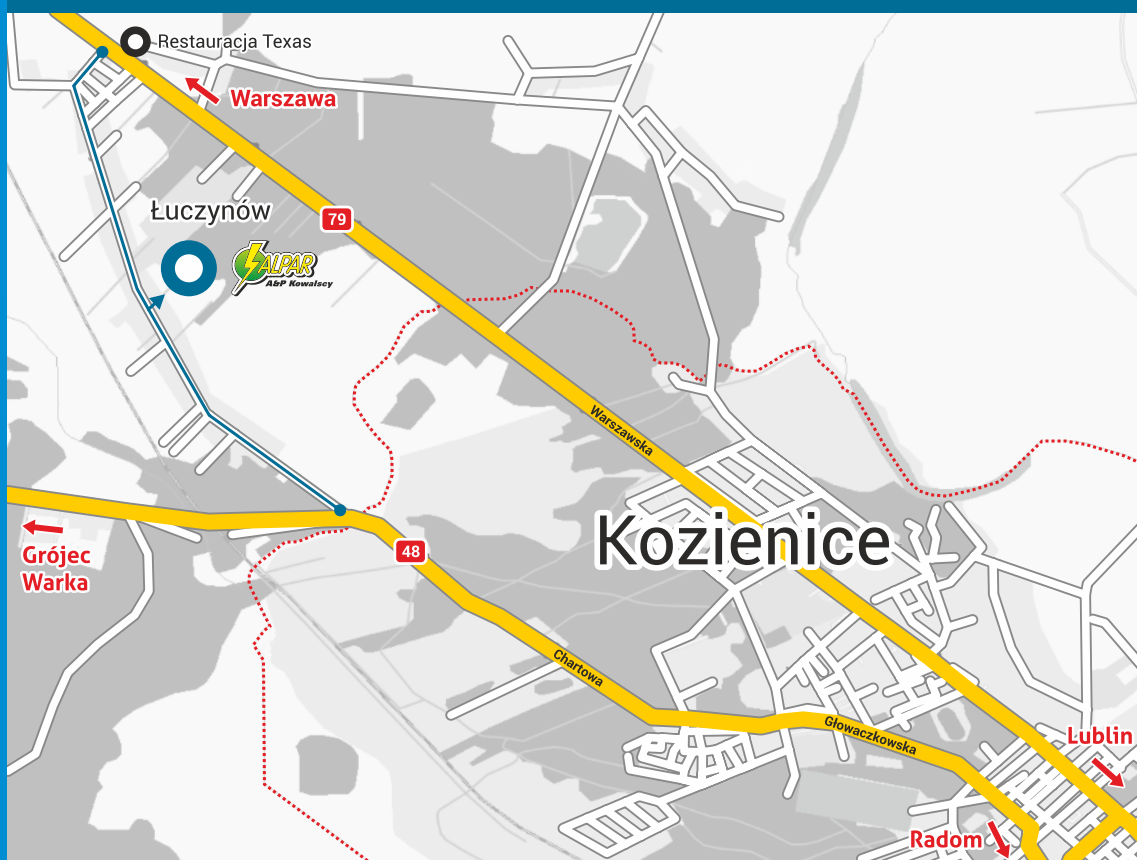 Restauracja Texas
Warszawa
Łuczynów
79
ALPAR
A&P Kowalscy
Warszawska
Kozienice
48
Grójec
Warka
Chartowa
Głowaczkowska
Lublin
Radom